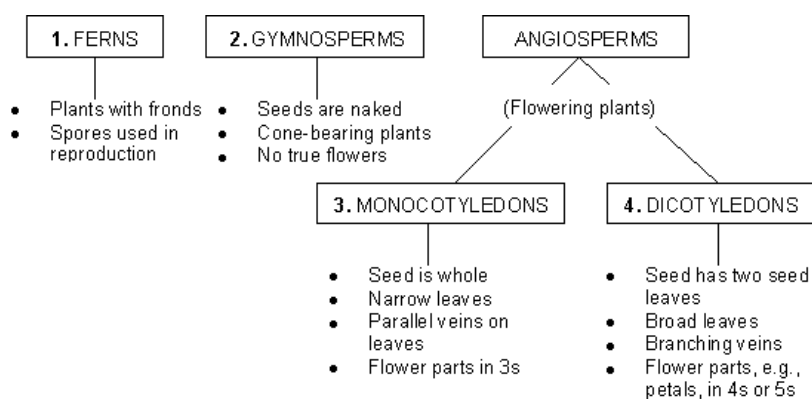 1. FERNS
Plants with fronds
Spores used in
reproduction
2. GYMNOSPERMS
Seeds are naked
Cone-bearing plants
No true flowers
ANGIOSPERMS
(Flowering plants)
3. MONOCOTYLEDONS
Seed is whole
Narrow leaves
Parallel veins on
leaves
Flower parts in 3s
4. DICOTYLEDONS
Seed has two seed
leaves
Broad leaves
Branching veins
Flower parts, e.g.,
petals, in 4s or 5s